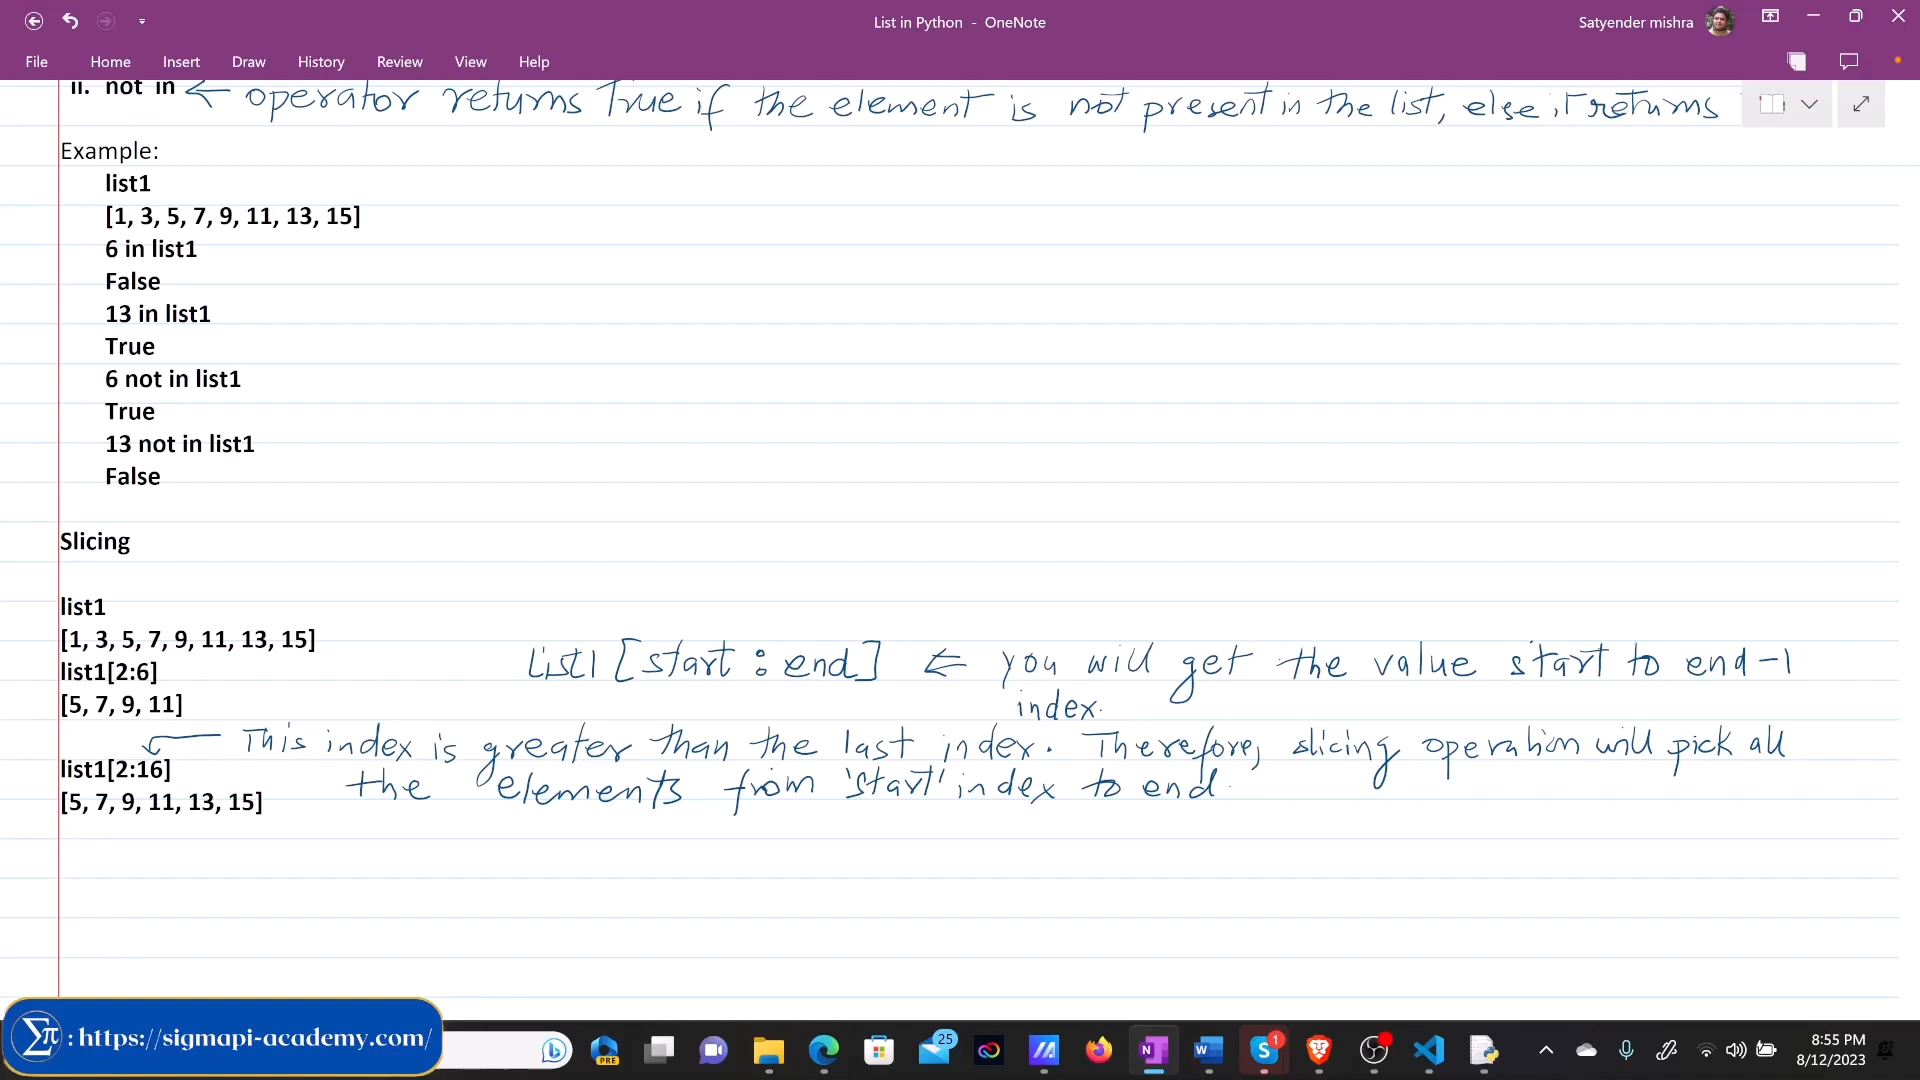 List in Python - OneNote
Satyender mishra
File Home Insert Draw History Review View Help
ii. not in ← operator returns True if the element is not present in the list, else it returns
Example:
list1
[1, 3, 5, 7, 9, 11, 13, 15]
6 in list1
False
13 in list1
True
6 not in list1
True
13 not in list1
False
Slicing
list1
[1, 3, 5, 7, 9, 11, 13, 15]
list1[2:6]
List1 [start : end] ← you will get the value start to end-1
index.
[5, 7, 9, 11]
This index is greater than the last index. Therefore, slicing operation will pick all
the elements from 'start' index to end.
list1[2:16]
[5, 7, 9, 11, 13, 15]
Σπ : https://sigmapi-academy.com/
PRE
25
N
W
S
1
8:55 PM
8/12/2023